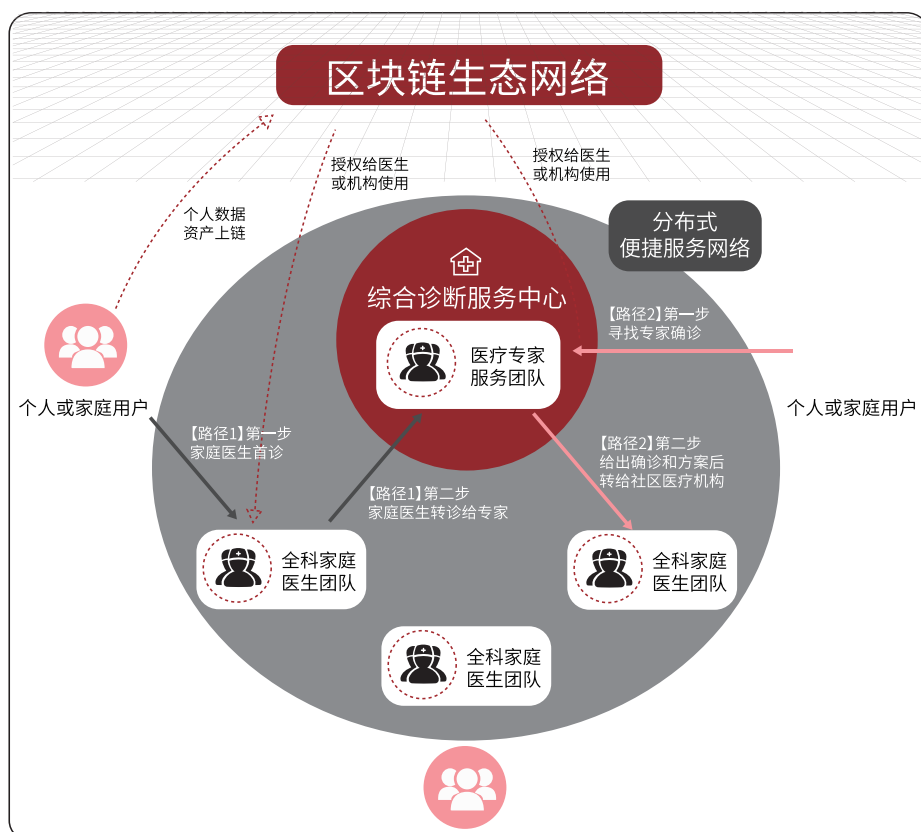 区块链生态网络
授权给医生
或机构使用
授权给医生
或机构使用
个人数据
资产上链
分布式
便捷服务网络
综合诊断服务中心
医疗专家
服务团队
【路径2】第一步
寻找专家确诊
个人或家庭用户
个人或家庭用户
【路径1】第一步
家庭医生首诊
【路径2】第二步
给出确诊和方案后
转给社区医疗机构
【路径1】第二步
家庭医生转诊给专家
全科家庭
医生团队
全科家庭
医生团队
全科家庭
医生团队